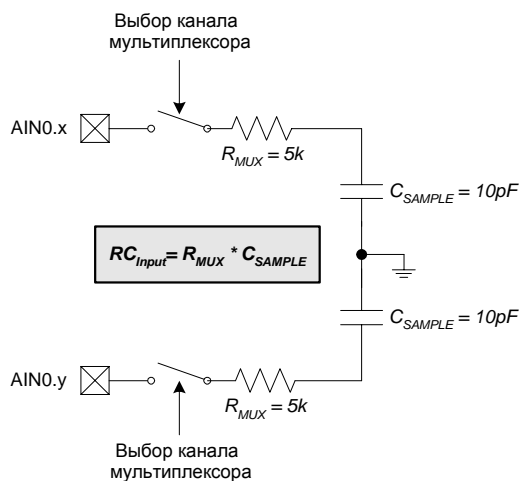 Выбор канала
мультиплексора
AIN0.x
R_MUX = 5k
C_SAMPLE = 10pF
RC_Input= R_MUX * C_SAMPLE
C_SAMPLE = 10pF
AIN0.y
R_MUX = 5k
Выбор канала
мультиплексора